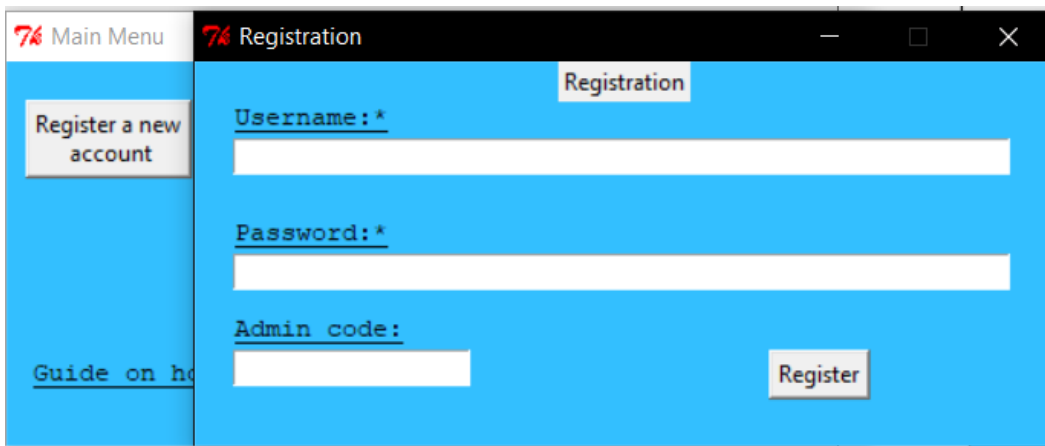 Main Menu
Registration
Registration
Register a new
account
Username:*
Password:*
Admin code:
Register
Guide on